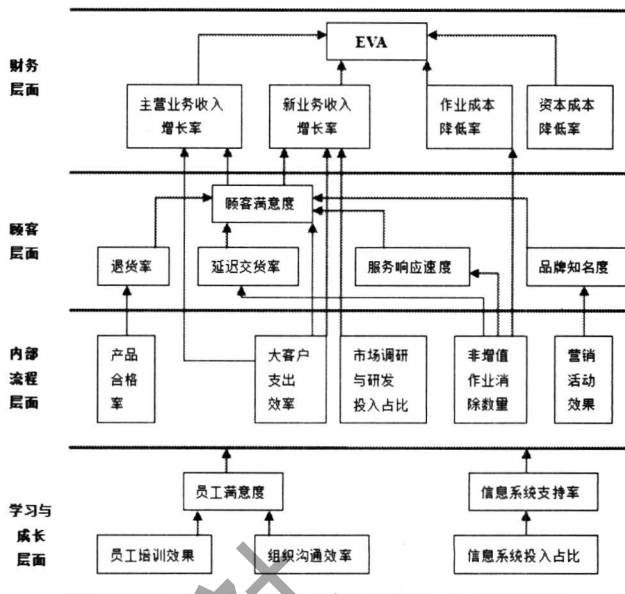 EVA
财务
层面
主营业务收入
增长率
新业务收入
增长率
作业成本
降低率
资本成本
降低率
顾客
层面
顾客满意度
退货率
延迟交货率
服务响应速度
品牌知名度
内部
流程
层面
产品
合格
率
大客户
支出
效率
市场调研
与研发
投入占比
非增值
作业消
除数量
营销
活动
效果
学习与
成长
层面
员工满意度
信息系统支持率
员工培训效果
组织沟通效率
信息系统投入占比